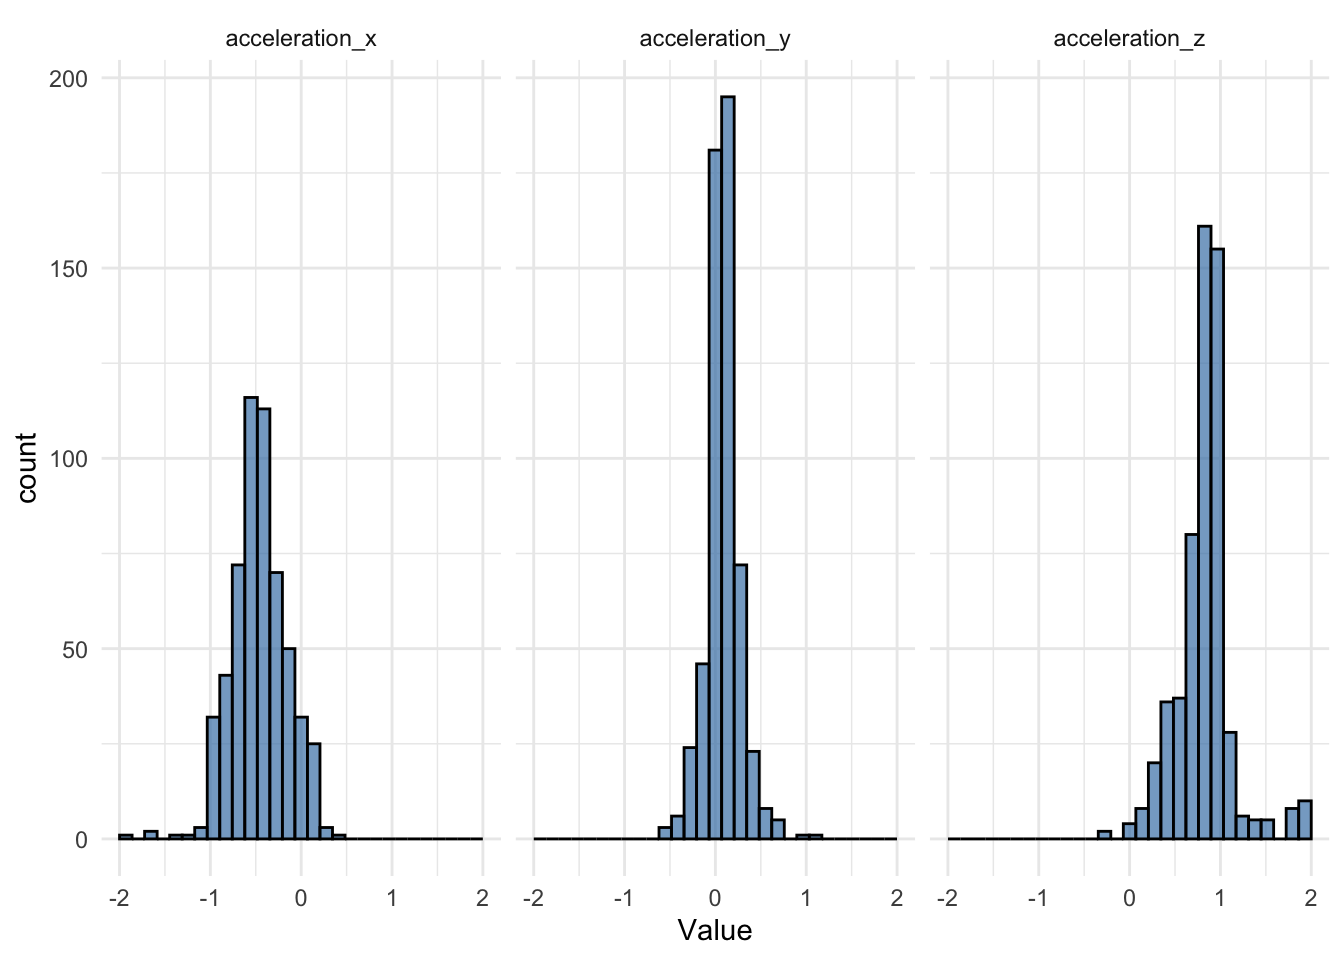 acceleration_x acceleration_y acceleration_z
200
150
100
50
0
count
-2 -1 0 1 2 -2 -1 0 1 2 -2 -1 0 1 2
Value